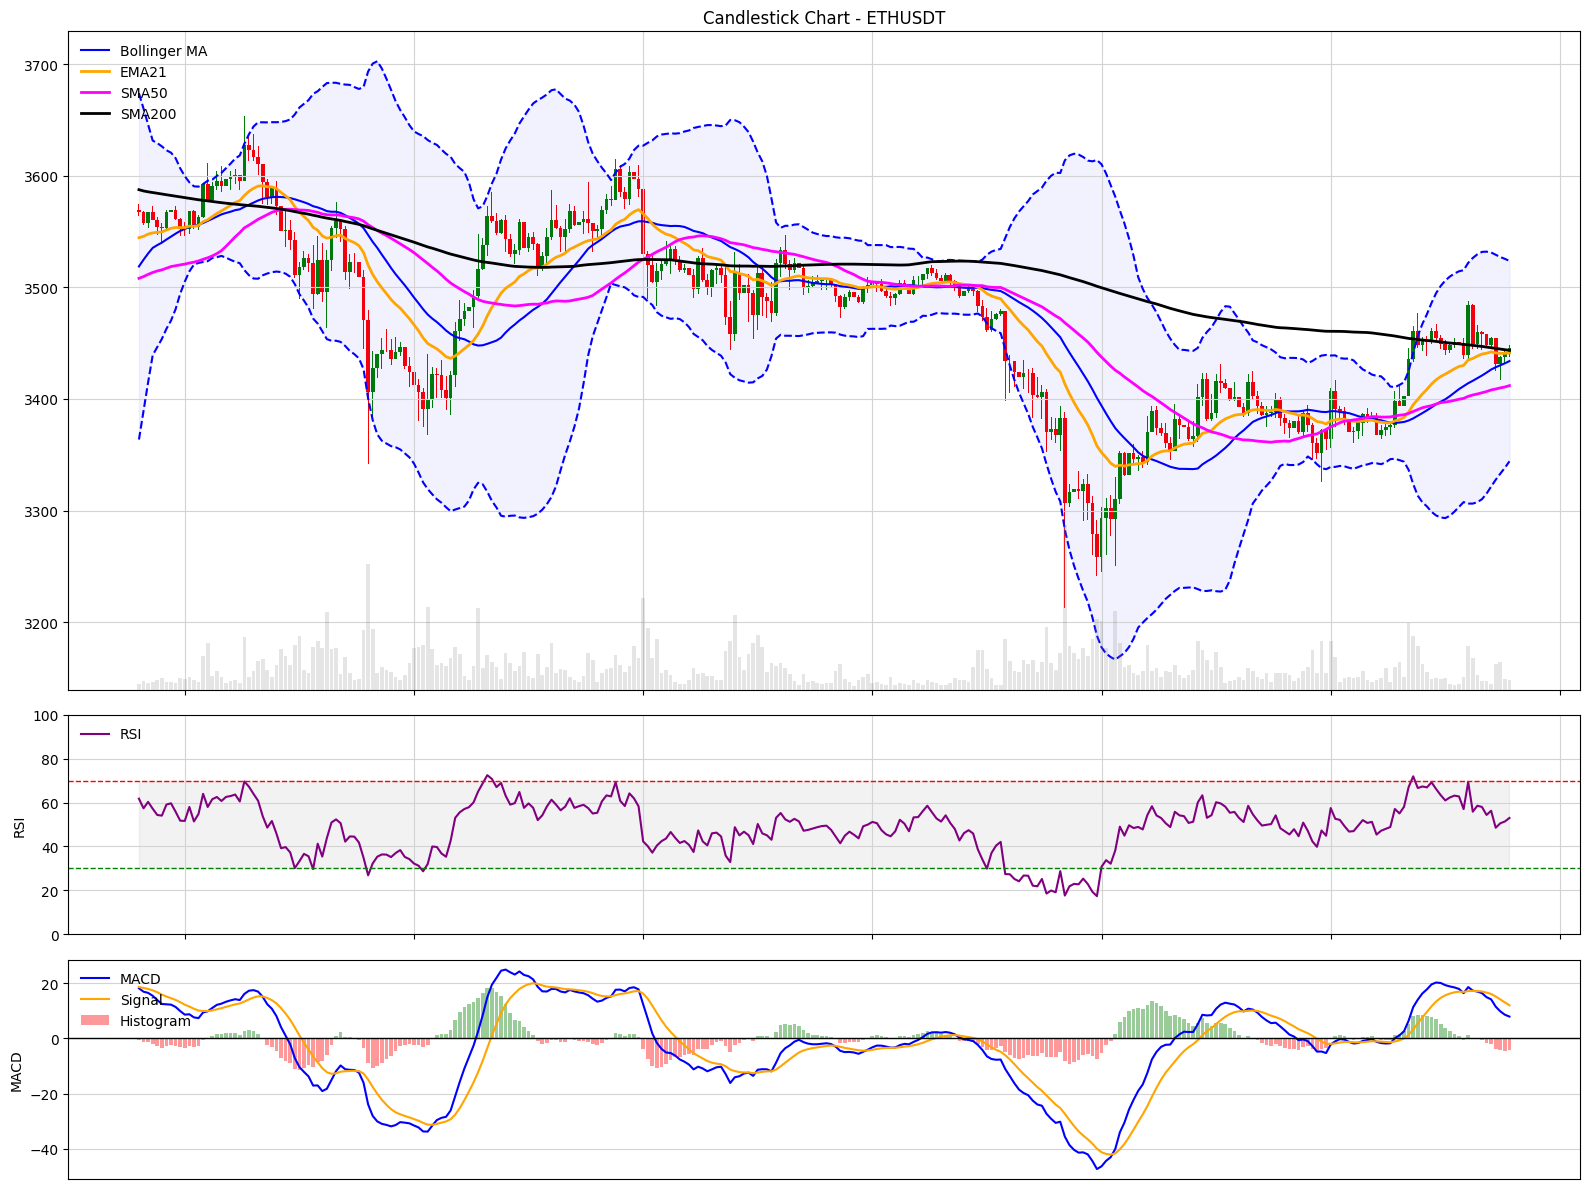 Candlestick Chart - ETHUSDT
Bollinger MA
EMA21
SMA50
SMA200
3700
3600
3500
3400
3300
3200
RSI
100
80
60
40
20
0
RSI
MACD
Signal
Histogram
20
0
−20
−40
MACD